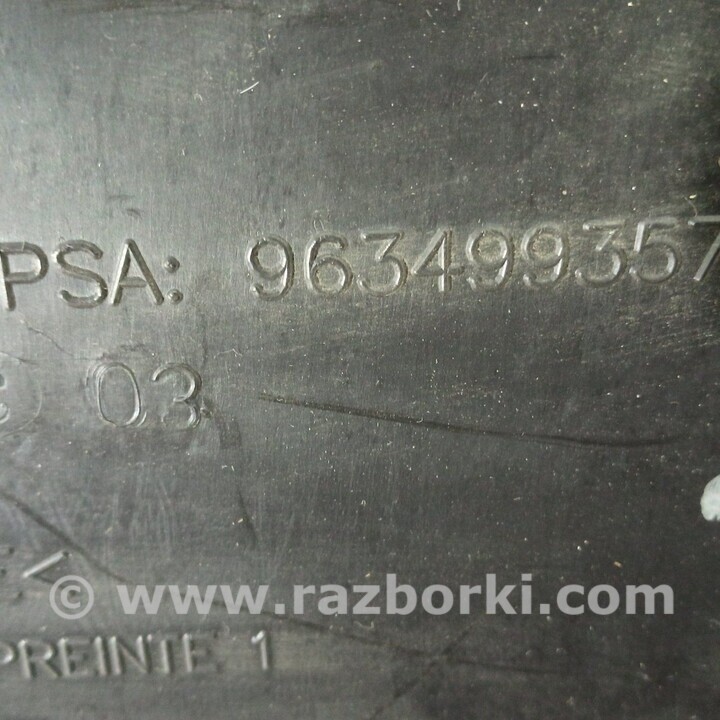 PSA: 963499357
03
<
© www.razborki.com
PREINTE 1